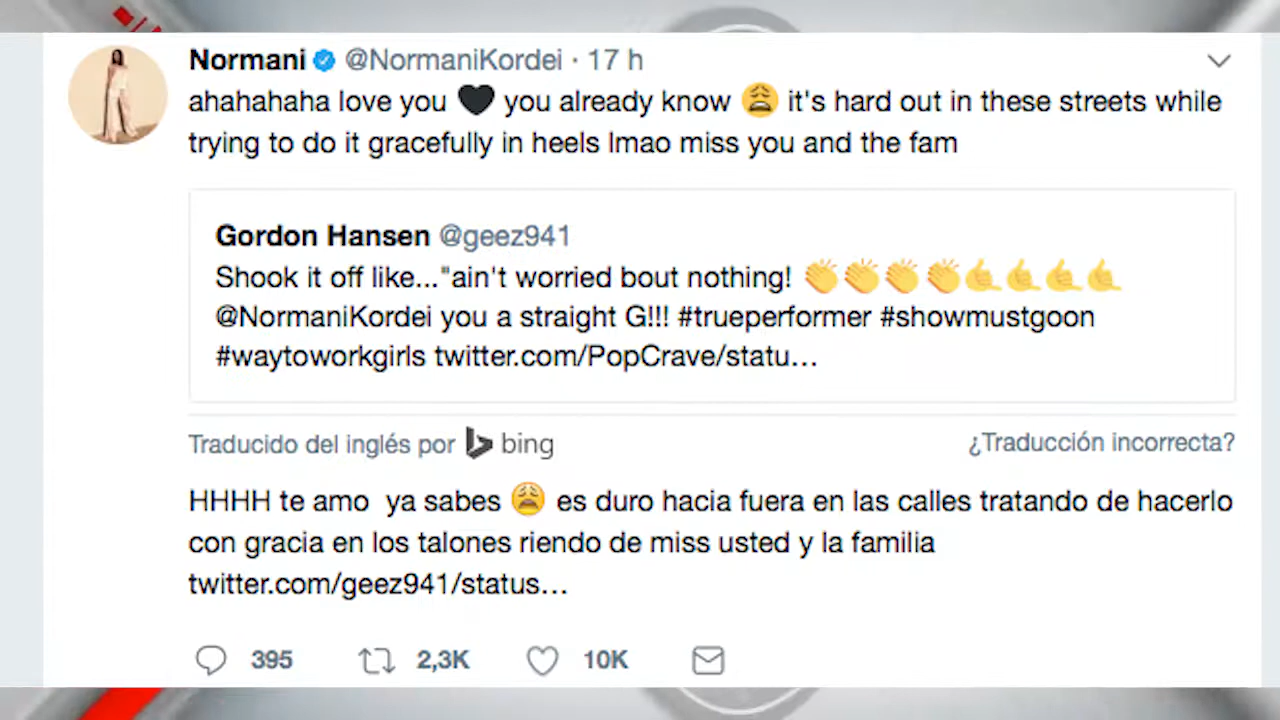 Normani @NormaniKordei · 17 h
ahahahaha love you 🖤 you already know 😩 it's hard out in these streets while
trying to do it gracefully in heels lmao miss you and the fam
Gordon Hansen @geez941
Shook it off like..."ain't worried bout nothing! 👏👏👏👏🤙🤙🤙🤙
@NormaniKordei you a straight G!!! #trueperformer #showmustgoon
#waytoworkgirls twitter.com/PopCrave/statu…
Traducido del inglés por bing ¿Traducción incorrecta?
HHHH te amo  ya sabes 😩 es duro hacia fuera en las calles tratando de hacerlo
con gracia en los talones riendo de miss usted y la familia
twitter.com/geez941/status…
395 2,3K 10K